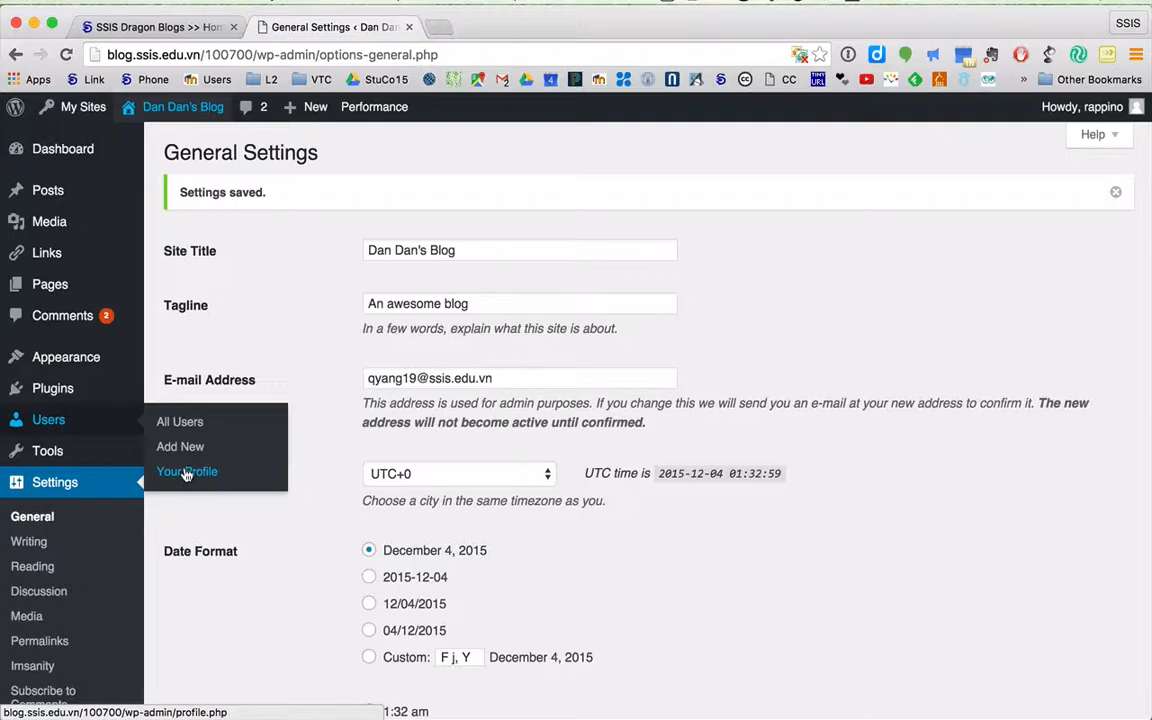 SSIS Dragon Blogs >> Hom
General Settings ‹ Dan Dan'
SSIS
blog.ssis.edu.vn/100700/wp-admin/options-general.php
Apps Link Phone Users L2 VTC StuCo15 CC TINY URL » Other Bookmarks
My Sites Dan Dan's Blog 2 New Performance Howdy, rappino
Help
Dashboard
Posts
Media
Links
Pages
Comments 2
Appearance
Plugins
Users
Tools
Settings
General
Writing
Reading
Discussion
Media
Permalinks
Imsanity
Subscribe to
Comments
All Users
Add New
Your Profile
General Settings
Settings saved.
Site Title Dan Dan's Blog
Tagline An awesome blog
In a few words, explain what this site is about.
E-mail Address qyang19@ssis.edu.vn
This address is used for admin purposes. If you change this we will send you an e-mail at your new address to confirm it. The new
address will not become active until confirmed.
UTC+0 UTC time is 2015-12-04 01:32:59
Choose a city in the same timezone as you.
Date Format December 4, 2015
2015-12-04
12/04/2015
04/12/2015
Custom: F j, Y December 4, 2015
1:32 am
blog.ssis.edu.vn/100700/wp-admin/profile.php